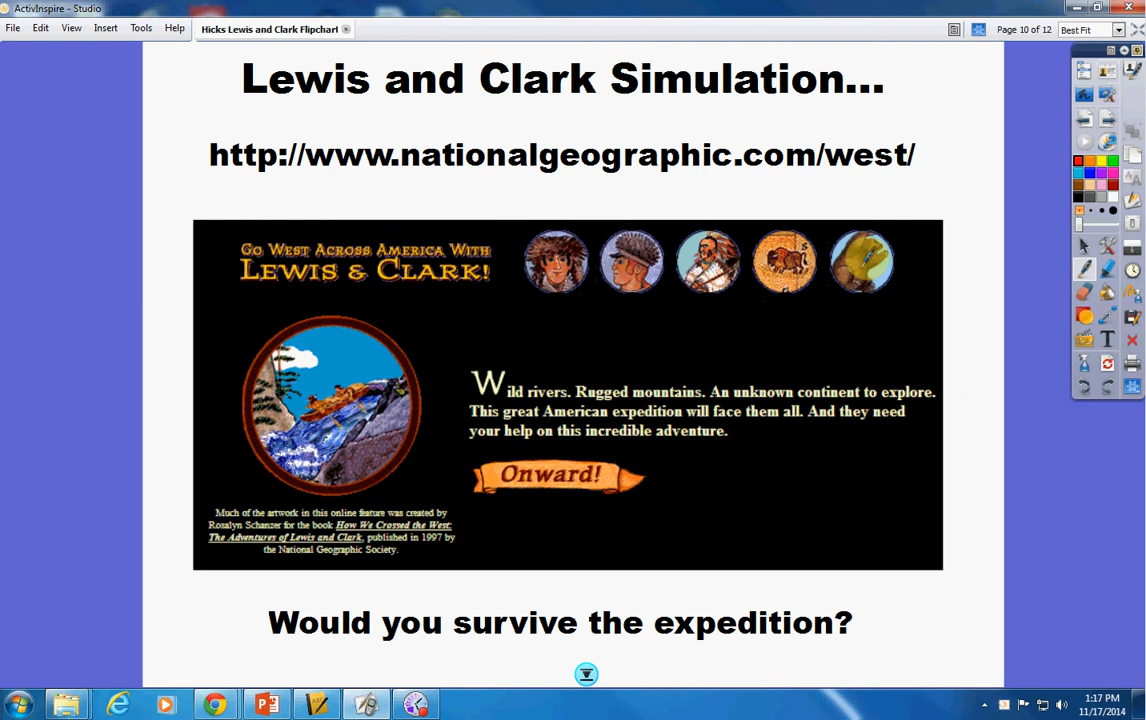 ActivInspire - Studio
File Edit View Insert Tools Help
Hicks Lewis and Clark Flipchart
Page 10 of 12
Best Fit
Lewis and Clark Simulation...
http://www.nationalgeographic.com/west/
Go West Across America With
Lewis & Clark!
Wild rivers. Rugged mountains. An unknown continent to explore.
This great American expedition will face them all. And they need
your help on this incredible adventure.
Onward!
Much of the artwork in this online feature was created by
Rosalyn Schanzer for the book How We Crossed the West:
The Adventures of Lewis and Clark, published in 1997 by
the National Geographic Society.
Would you survive the expedition?
1:17 PM
11/17/2014